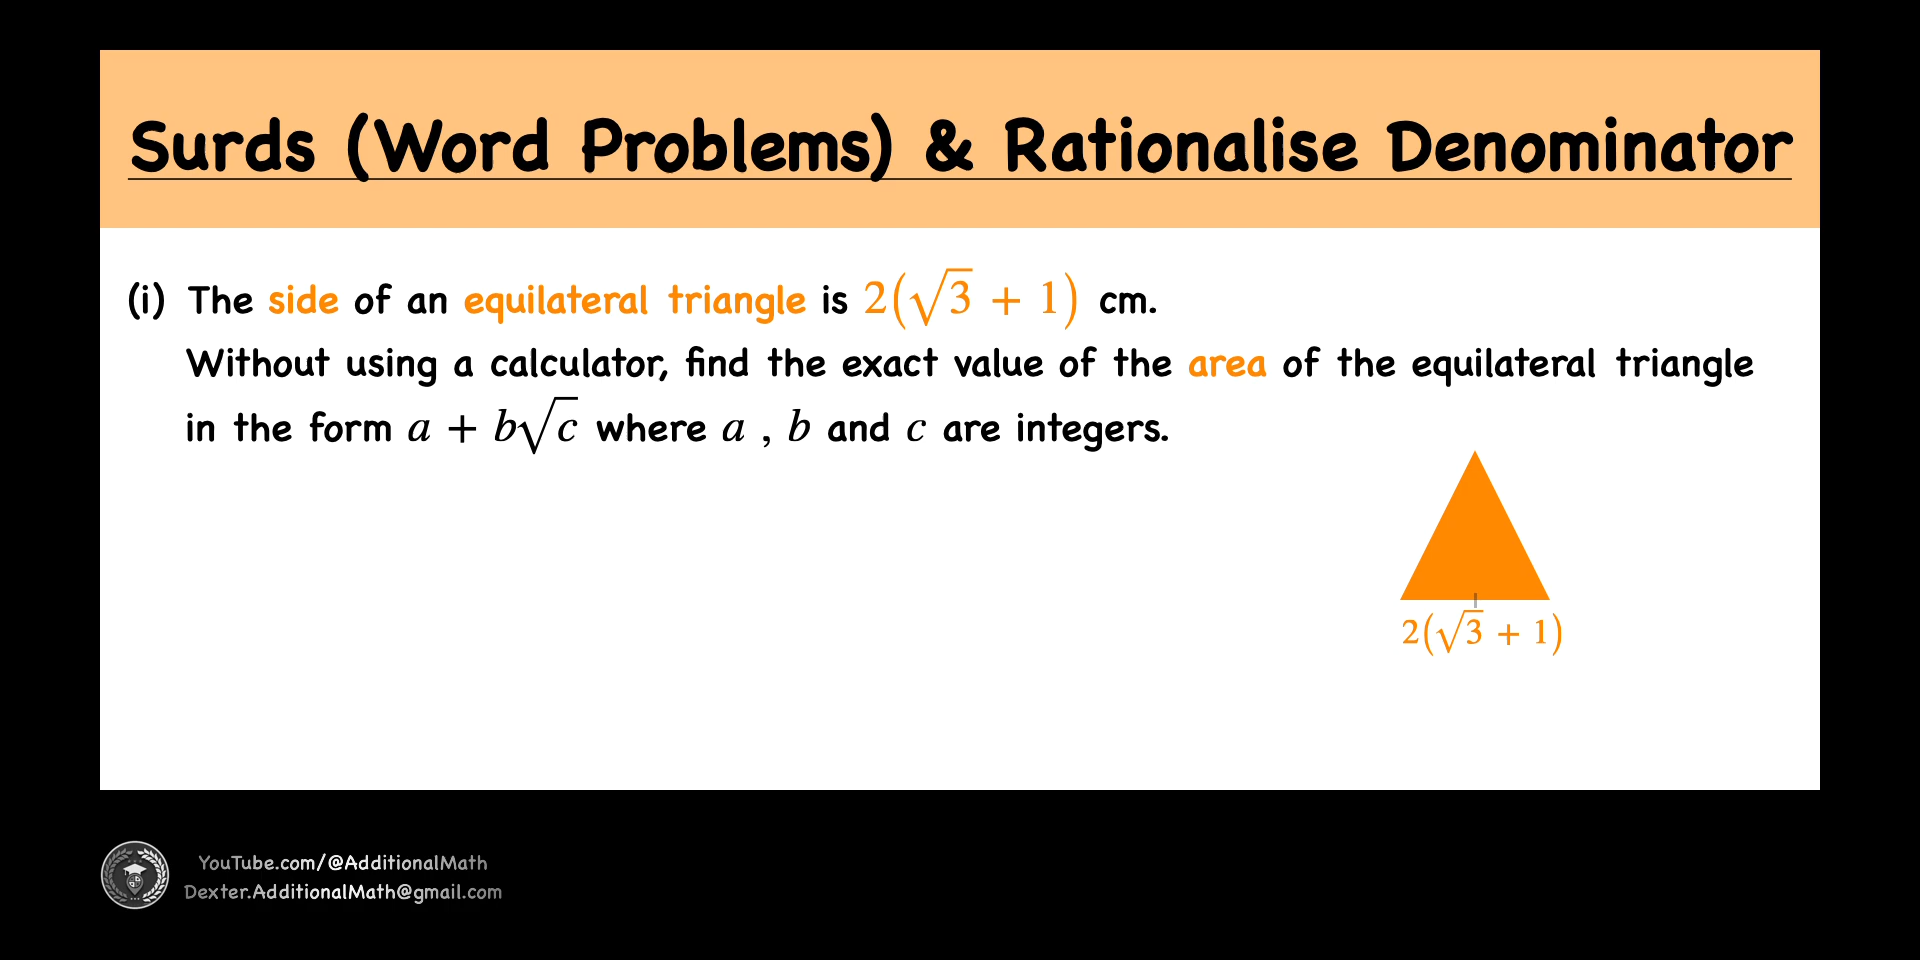 Surds (Word Problems) & Rationalise Denominator
(i) The side of an equilateral triangle is 2(√3 + 1) cm.
Without using a calculator, find the exact value of the area of the equilateral triangle
in the form a + b√c where a , b and c are integers.
2(√3 + 1)
YouTube.com/@AdditionalMath
Dexter.AdditionalMath@gmail.com